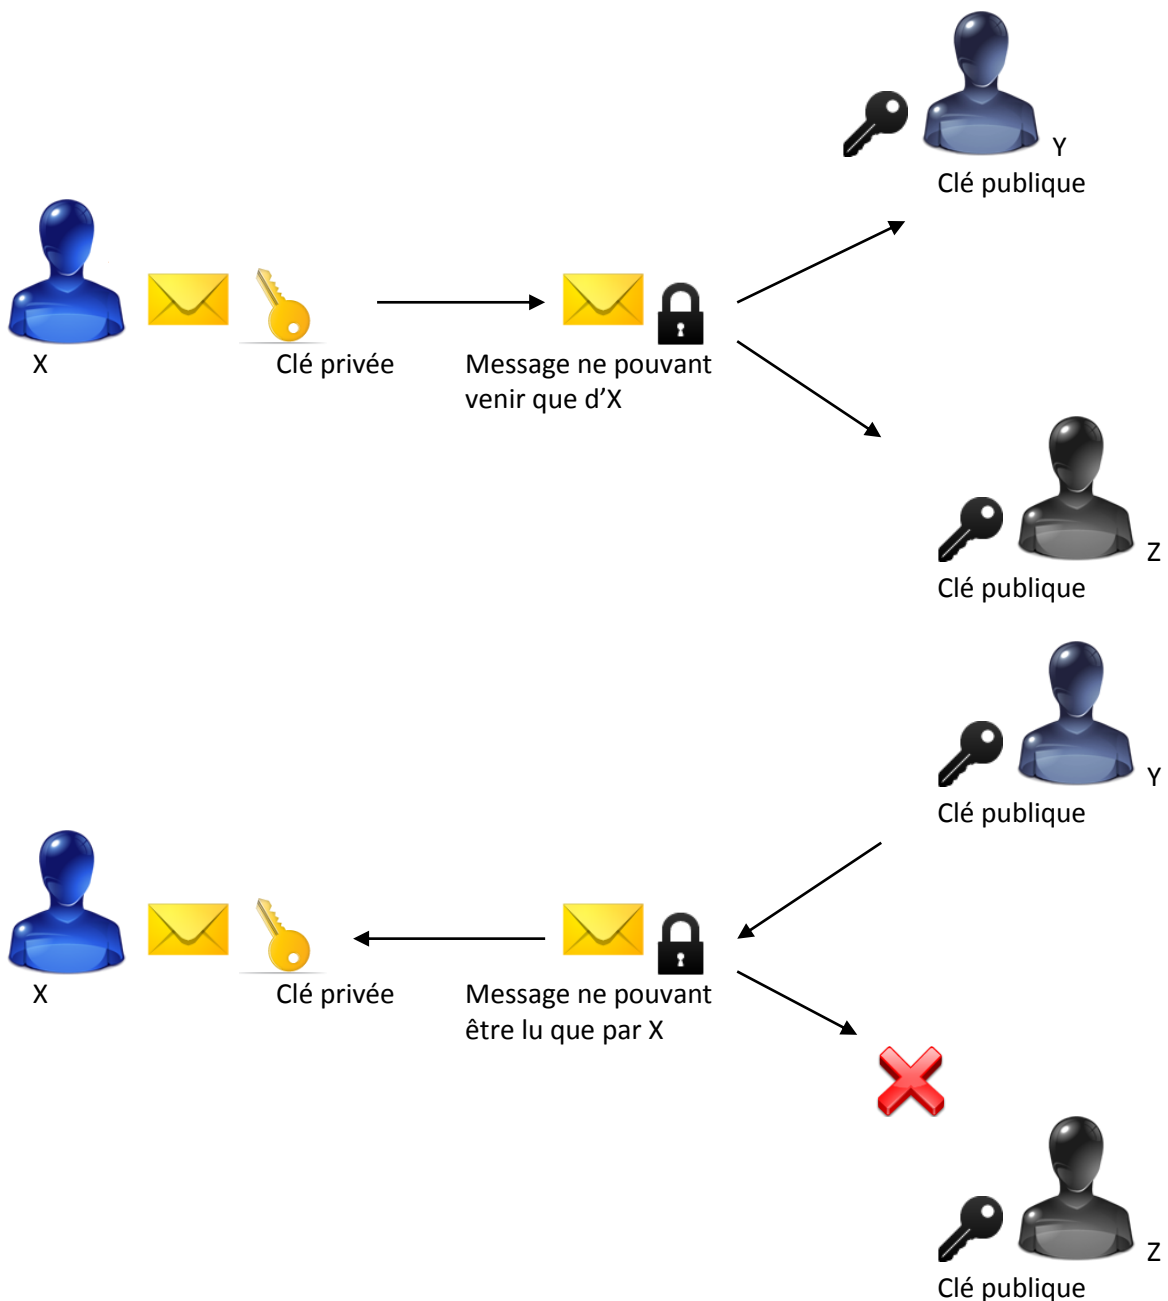 Y
Clé publique
X
Clé privée
Message ne pouvant
venir que d’X
Z
Clé publique
Y
Clé publique
X
Clé privée
Message ne pouvant
être lu que par X
Z
Clé publique